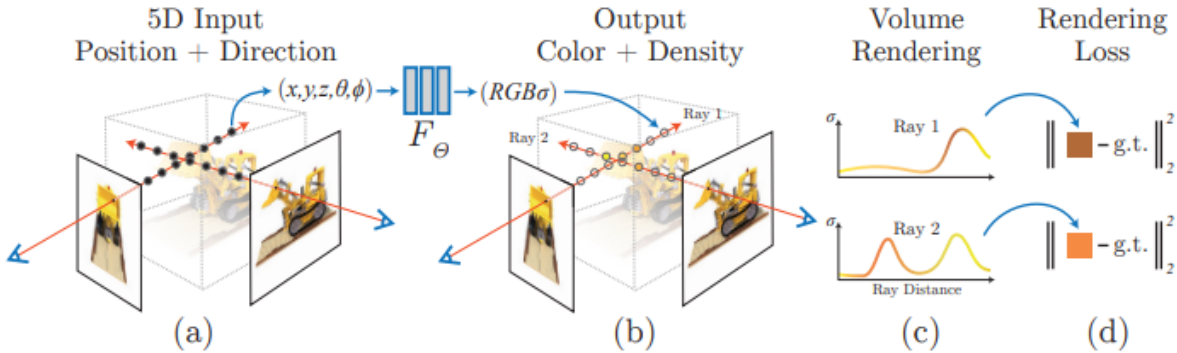 5D Input
Position + Direction
Output
Color + Density
Volume
Rendering
Rendering
Loss
(x,y,z,θ,ϕ)
F_Θ
(RGBσ)
Ray 1
Ray 2
σ
Ray 1
σ
Ray 2
Ray Distance
‖ – g.t. ‖²₂
‖ – g.t. ‖²₂
(a)
(b)
(c)
(d)